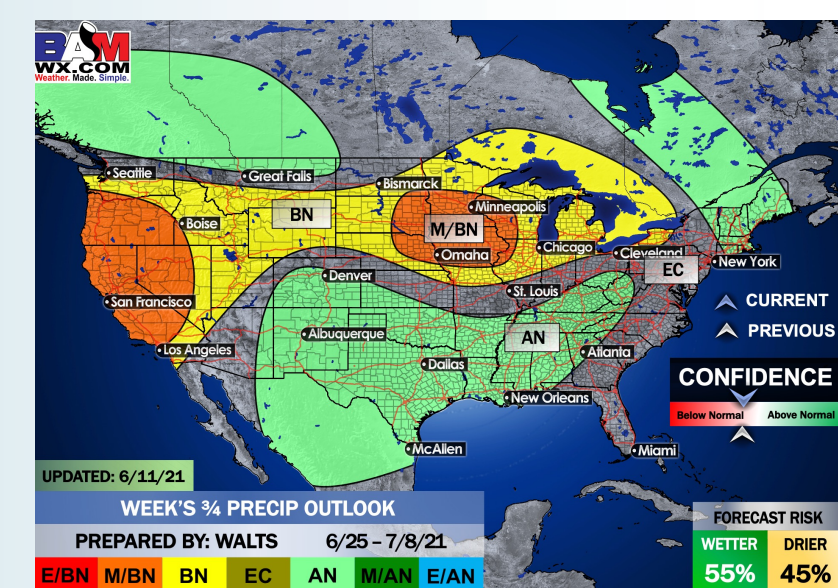 BAM
WX.COM
Weather. Made. Simple.
Seattle
Great Falls
Bismarck
Minneapolis
BN
Boise
M/BN
Omaha
Chicago
Cleveland
New York
EC
Denver
St. Louis
San Francisco
CURRENT
PREVIOUS
Albuquerque
AN
Los Angeles
Dallas
Atlanta
CONFIDENCE
New Orleans
Below Normal
Above Normal
McAllen
Miami
UPDATED: 6/11/21
WEEK'S ¾ PRECIP OUTLOOK
PREPARED BY: WALTS 6/25 – 7/8/21
E/BN M/BN BN EC AN M/AN E/AN
FORECAST RISK
WETTER DRIER
55% 45%